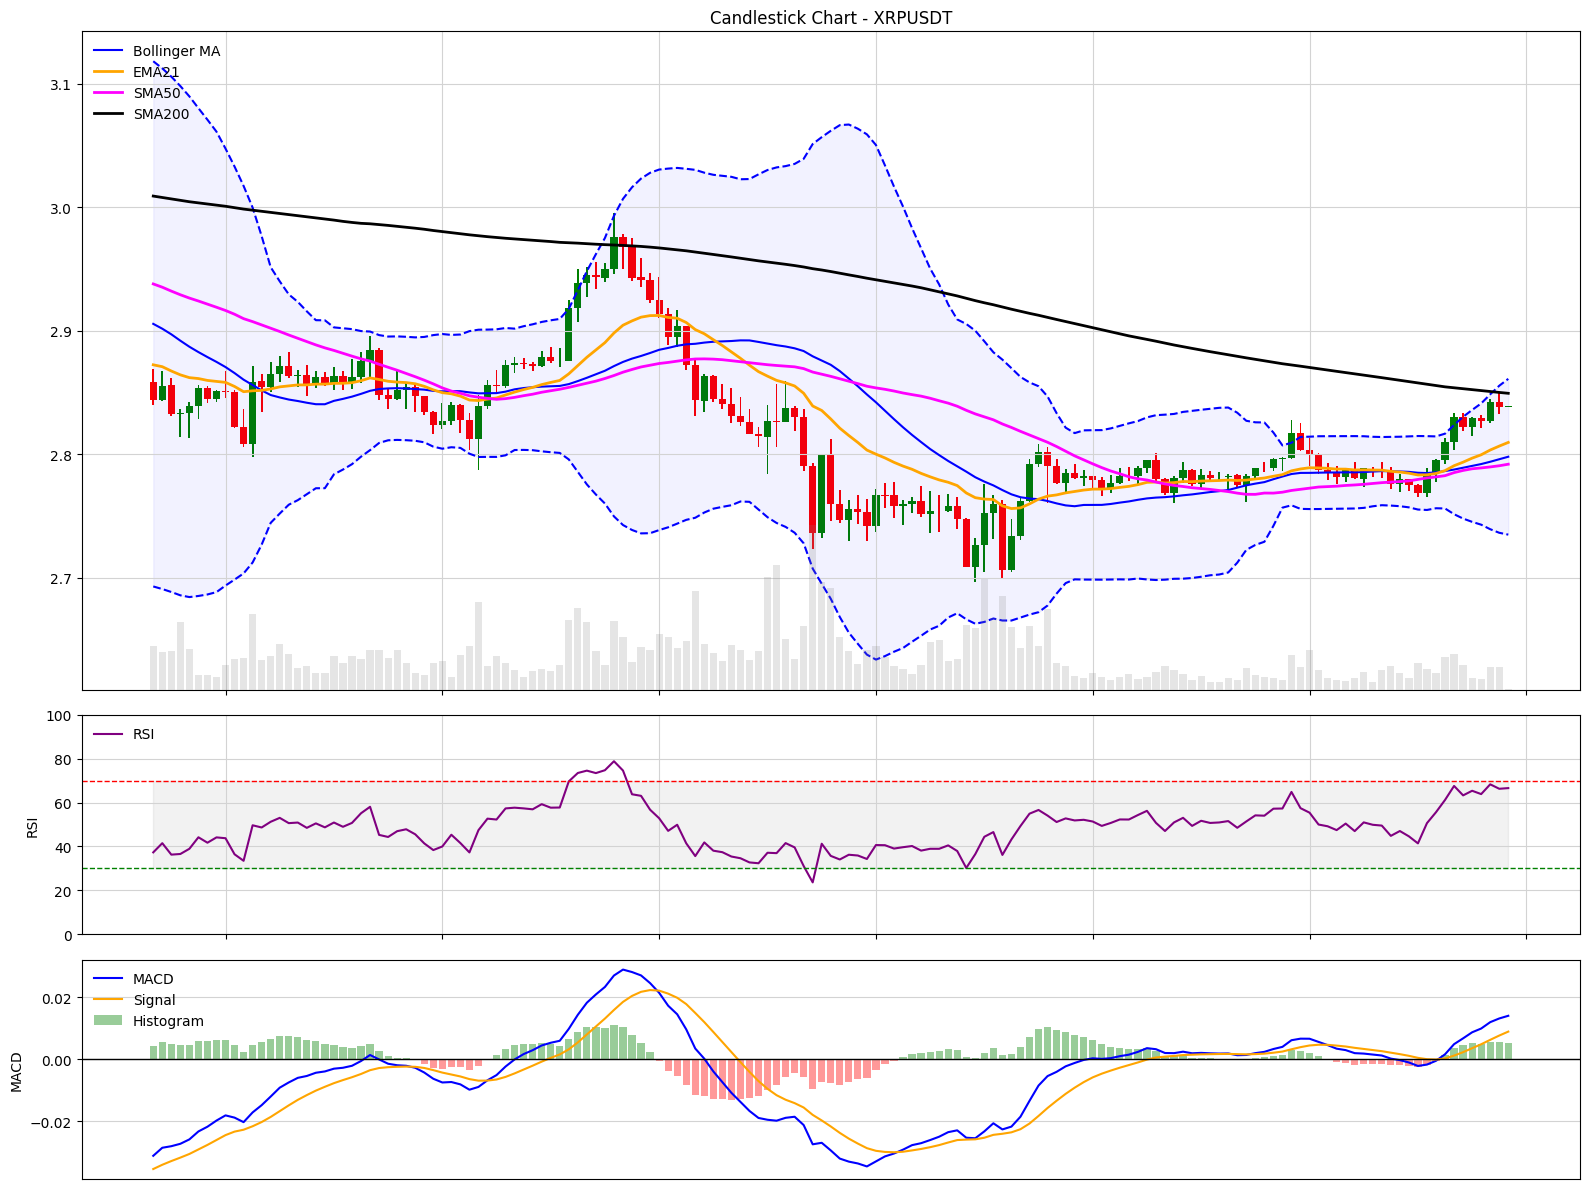 Candlestick Chart - XRPUSDT
Bollinger MA
EMA21
SMA50
SMA200
3.1
3.0
2.9
2.8
2.7
RSI
100
80
60
40
20
0
RSI
MACD
Signal
Histogram
0.02
0.00
−0.02
MACD